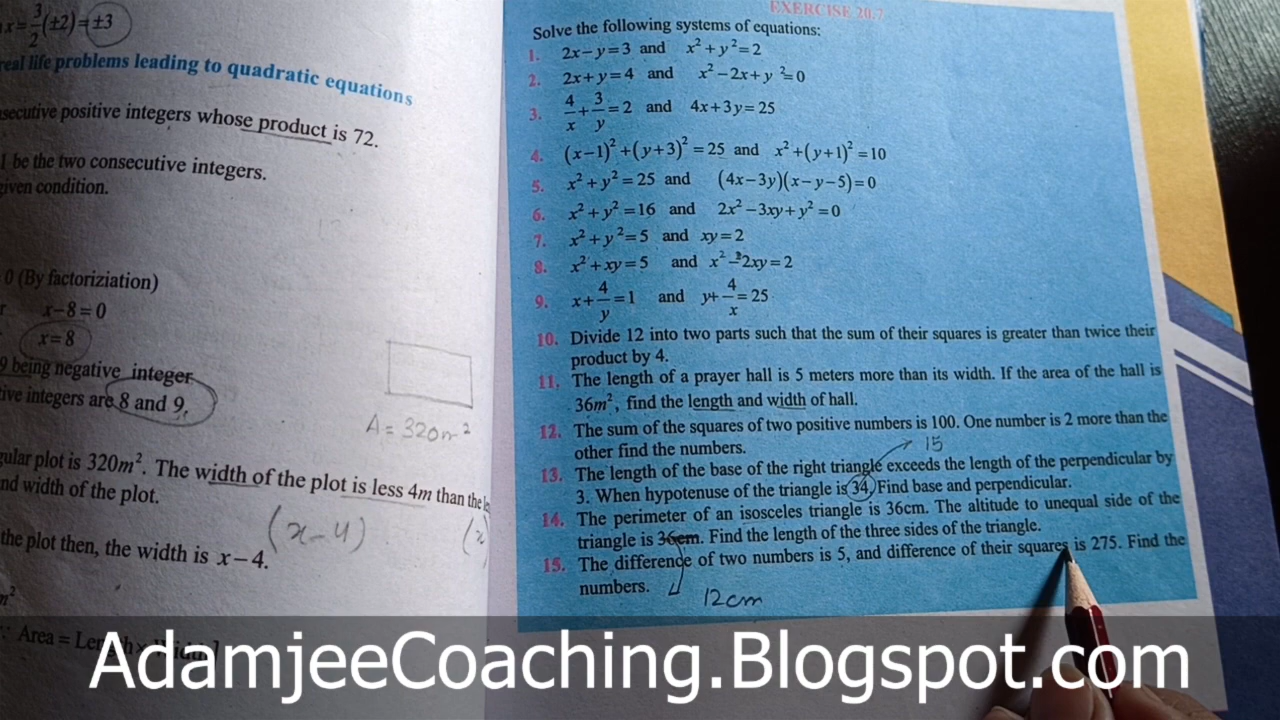 x=3/2(±2)=±3
real life problems leading to quadratic equations
secutive positive integers whose product is 72.
1 be the two consecutive integers.
given condition.
0 (By factoriziation)
r x-8=0
x=8
9 being negative integer
tive integers are 8 and 9.
A = 320m²
gular plot is 320m². The width of the plot is less 4m than the le
nd width of the plot.
(x-4) (x
the plot then, the width is x-4.
m²
∵ Area = Length × Width]
EXERCISE 20.7
Solve the following systems of equations:
1. 2x-y=3 and x²+y²=2
2. 2x+y=4 and x²-2x+y²=0
3. 4/x+3/y=2 and 4x+3y=25
4. (x-1)²+(y+3)²=25 and x²+(y+1)²=10
5. x²+y²=25 and (4x-3y)(x-y-5)=0
6. x²+y²=16 and 2x²-3xy+y²=0
7. x²+y²=5 and xy=2
8. x²+xy=5 and x²-2xy=2
9. x+4/y=1 and y+4/x=25
10. Divide 12 into two parts such that the sum of their squares is greater than twice their
product by 4.
11. The length of a prayer hall is 5 meters more than its width. If the area of the hall is
36m², find the length and width of hall.
12. The sum of the squares of two positive numbers is 100. One number is 2 more than the
other find the numbers.
15
13. The length of the base of the right triangle exceeds the length of the perpendicular by
3. When hypotenuse of the triangle is 34, Find base and perpendicular.
14. The perimeter of an isosceles triangle is 36cm. The altitude to unequal side of the
triangle is 36cm. Find the length of the three sides of the triangle.
15. The difference of two numbers is 5, and difference of their squares is 275. Find the
numbers.
12cm
AdamjeeCoaching.Blogspot.com